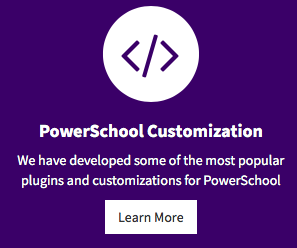 PowerSchool Customization
We have developed some of the most popular
plugins and customizations for PowerSchool
Learn More